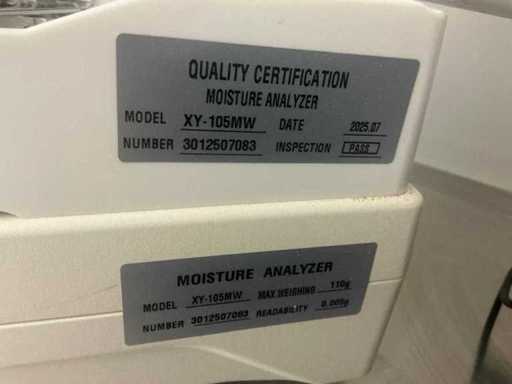 QUALITY CERTIFICATION
MOISTURE ANALYZER
MODEL XY-105MW DATE 2025.07
NUMBER 3012507083 INSPECTION PASS
MOISTURE ANALYZER
MODEL XY-105MW MAX.WEIGHING 110g
NUMBER 3012507083 READABILITY 0.005g